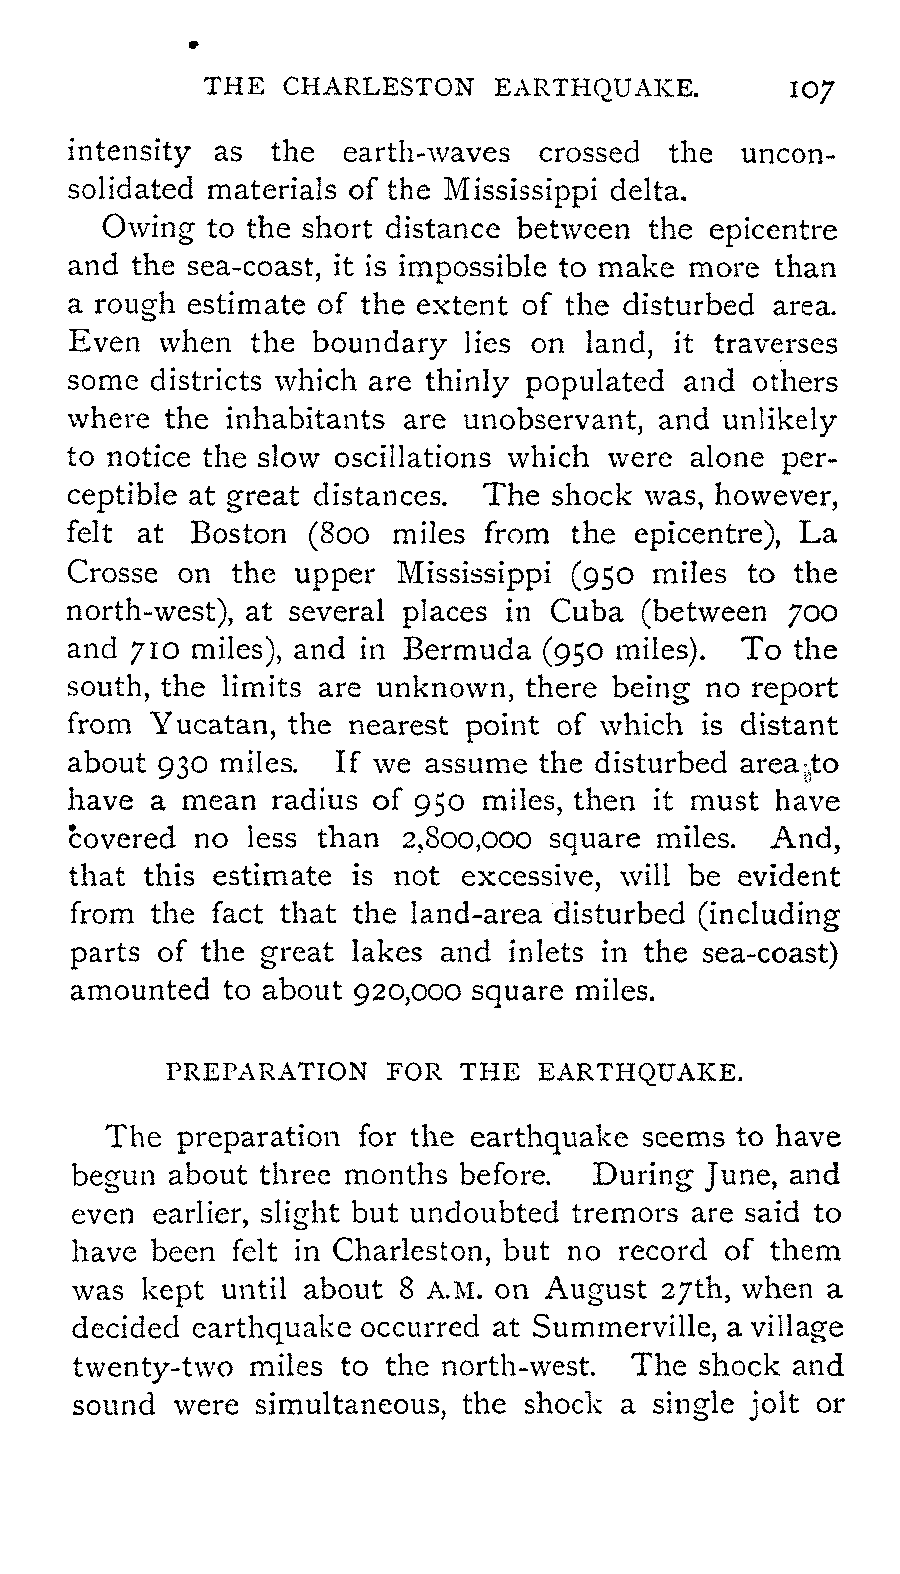 THE CHARLESTON EARTHQUAKE. 107
intensity as the earth-waves crossed the uncon-
solidated materials of the Mississippi delta.
Owing to the short distance between the epicentre
and the sea-coast, it is impossible to make more than
a rough estimate of the extent of the disturbed area.
Even when the boundary lies on land, it traverses
some districts which are thinly populated and others
where the inhabitants are unobservant, and unlikely
to notice the slow oscillations which were alone per-
ceptible at great distances. The shock was, however,
felt at Boston (800 miles from the epicentre), La
Crosse on the upper Mississippi (950 miles to the
north-west), at several places in Cuba (between 700
and 710 miles), and in Bermuda (950 miles). To the
south, the limits are unknown, there being no report
from Yucatan, the nearest point of which is distant
about 930 miles. If we assume the disturbed area to
have a mean radius of 950 miles, then it must have
covered no less than 2,800,000 square miles. And,
that this estimate is not excessive, will be evident
from the fact that the land-area disturbed (including
parts of the great lakes and inlets in the sea-coast)
amounted to about 920,000 square miles.
PREPARATION FOR THE EARTHQUAKE.
The preparation for the earthquake seems to have
begun about three months before. During June, and
even earlier, slight but undoubted tremors are said to
have been felt in Charleston, but no record of them
was kept until about 8 A.M. on August 27th, when a
decided earthquake occurred at Summerville, a village
twenty-two miles to the north-west. The shock and
sound were simultaneous, the shock a single jolt or